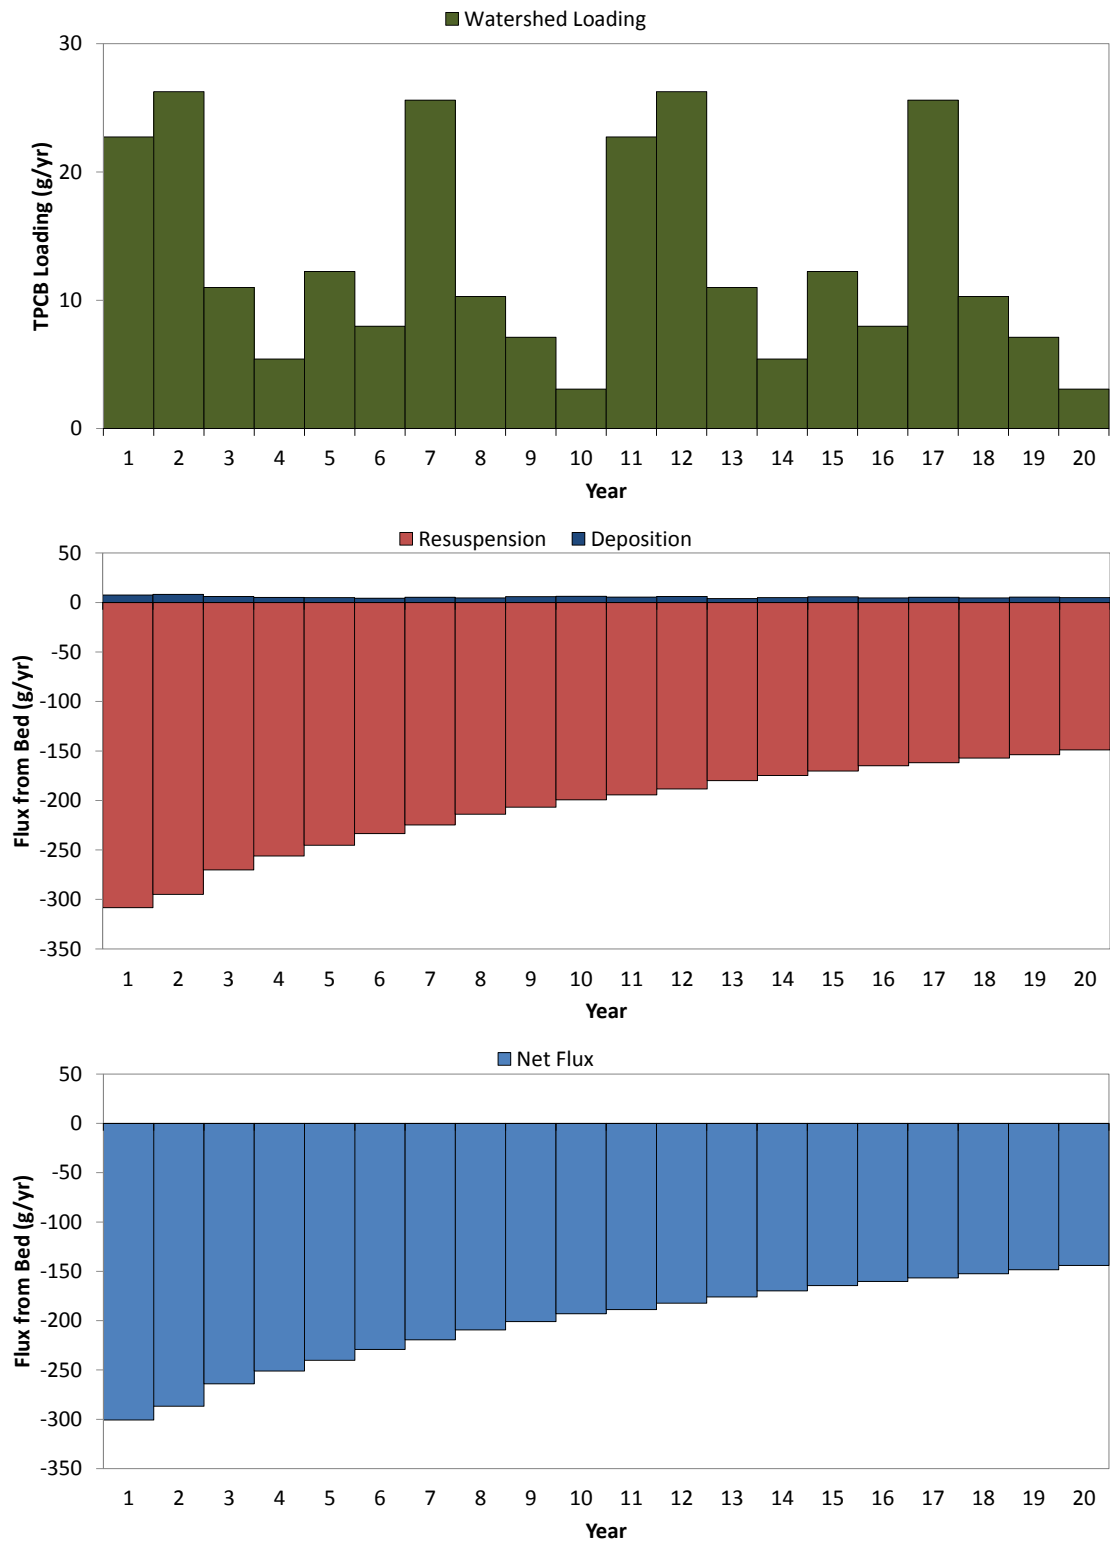 Watershed Loading
30
20
10
0
TPCB Loading (g/yr)
1 2 3 4 5 6 7 8 9 10 11 12 13 14 15 16 17 18 19 20
Year
Resuspension Deposition
50
0
-50
-100
-150
-200
-250
-300
-350
Flux from Bed (g/yr)
1 2 3 4 5 6 7 8 9 10 11 12 13 14 15 16 17 18 19 20
Year
Net Flux
50
0
-50
-100
-150
-200
-250
-300
-350
Flux from Bed (g/yr)
1 2 3 4 5 6 7 8 9 10 11 12 13 14 15 16 17 18 19 20
Year